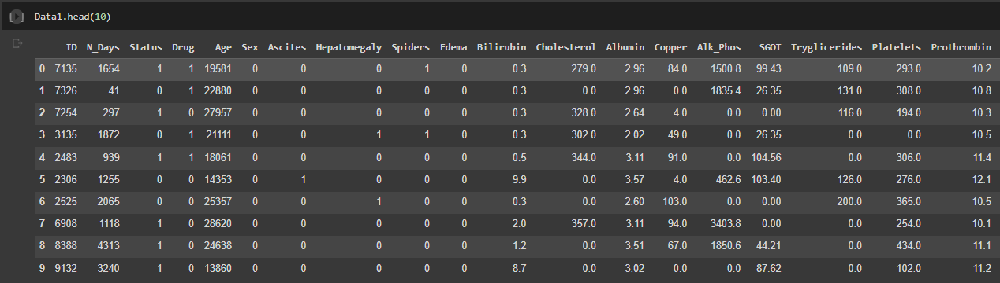 Data1.head(10)
ID N_Days Status Drug Age Sex Ascites Hepatomegaly Spiders Edema Bilirubin Cholesterol Albumin Copper Alk_Phos SGOT Tryglicerides Platelets Prothrombin
0 7135 1654 1 1 19581 0 0 0 1 0 0.3 279.0 2.96 84.0 1500.8 99.43 109.0 293.0 10.2
1 7326 41 0 1 22880 0 0 0 0 0 0.3 0.0 2.96 0.0 1835.4 26.35 131.0 308.0 10.8
2 7254 297 1 0 27957 0 0 0 0 0 0.3 328.0 2.64 4.0 0.0 0.00 116.0 194.0 10.3
3 3135 1872 0 1 21111 0 0 1 1 0 0.3 302.0 2.02 49.0 0.0 26.35 0.0 0.0 10.5
4 2483 939 1 1 18061 0 0 0 0 0 0.5 344.0 3.11 91.0 0.0 104.56 0.0 306.0 11.4
5 2306 1255 0 0 14353 0 1 0 0 0 9.9 0.0 3.57 4.0 462.6 103.40 126.0 276.0 12.1
6 2525 2065 0 0 25357 0 0 1 0 0 0.3 0.0 2.60 103.0 0.0 0.00 200.0 365.0 10.5
7 6908 1118 1 0 28620 0 0 0 0 0 2.0 357.0 3.11 94.0 3403.8 0.00 0.0 254.0 10.1
8 8388 4313 1 0 24638 0 0 0 0 0 1.2 0.0 3.51 67.0 1850.6 44.21 0.0 434.0 11.1
9 9132 3240 1 0 13860 0 0 0 0 0 8.7 0.0 3.02 0.0 0.0 87.62 0.0 102.0 11.2